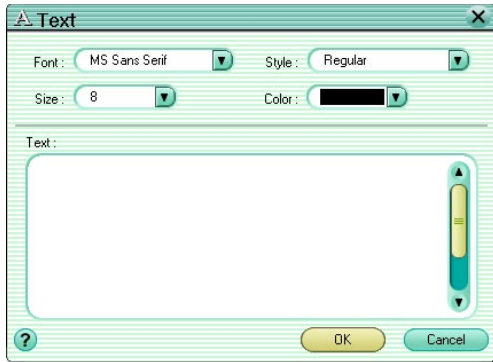 A Text
Font : MS Sans Serif Style : Regular
Size : 8 Color :
Text :
? OK Cancel